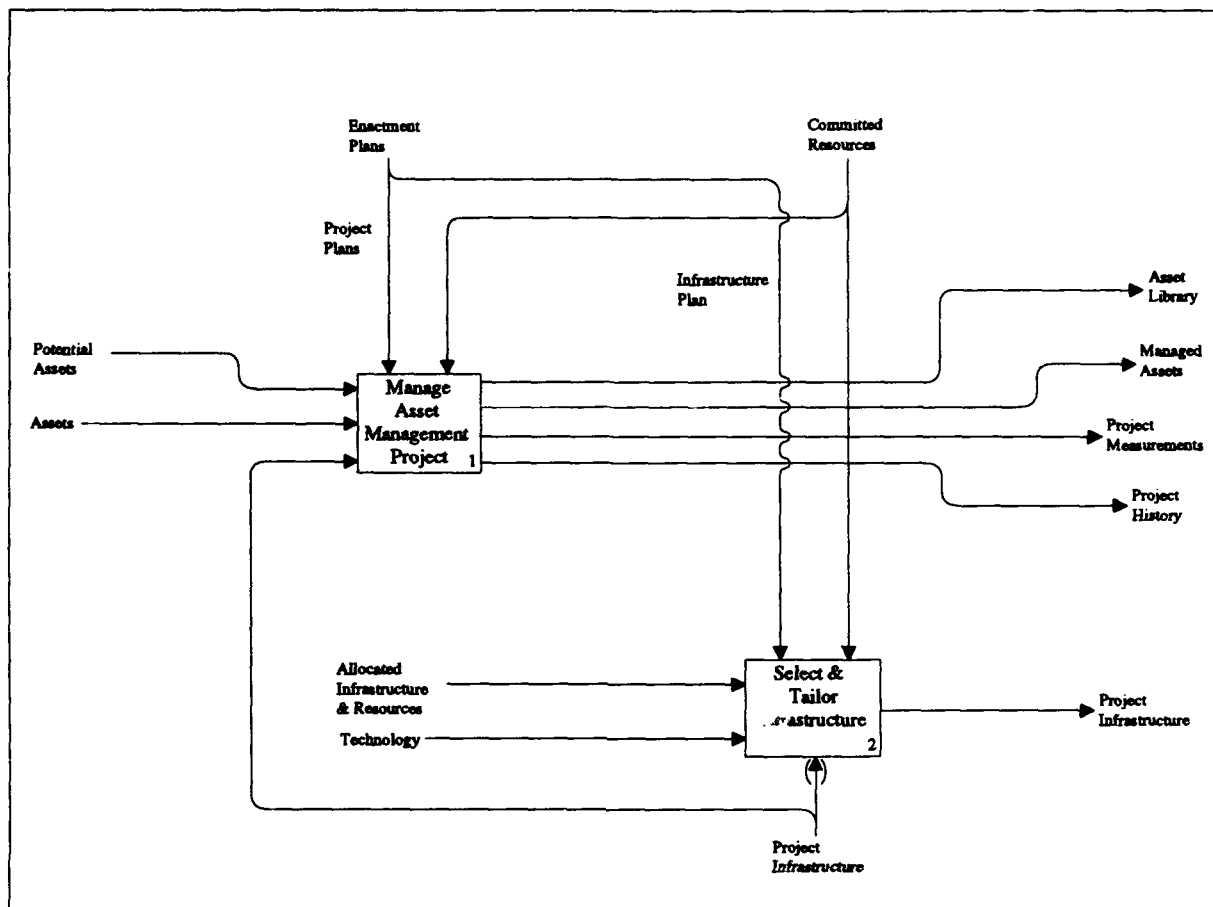 Enactment
Plans
Committed
Resources
Project
Plans
Infrastructure
Plan
Asset
Library
Potential
Assets
Managed
Assets
Manage
Asset
Management
Project
1
Assets
Project
Measurements
Project
History
Allocated
Infrastructure
& Resources
Technology
Select &
Tailor
2
Project
Infrastructure
Project
Infrastructure